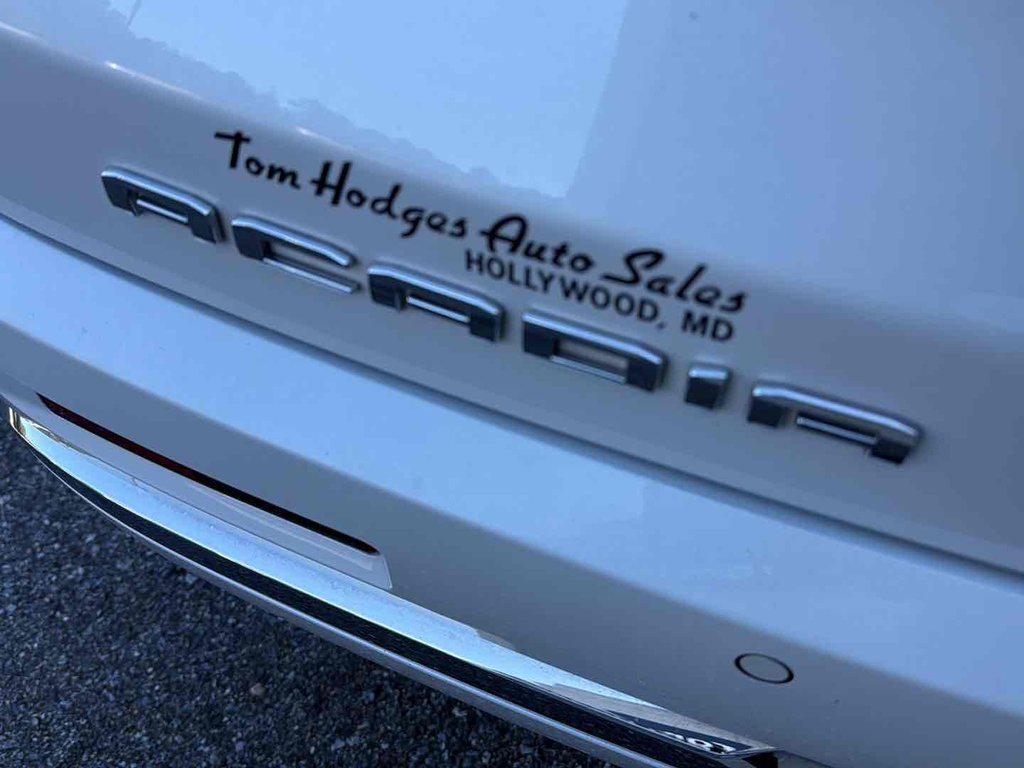 Tom Hodges Auto Sales
HOLLYWOOD, MD
ACADIA